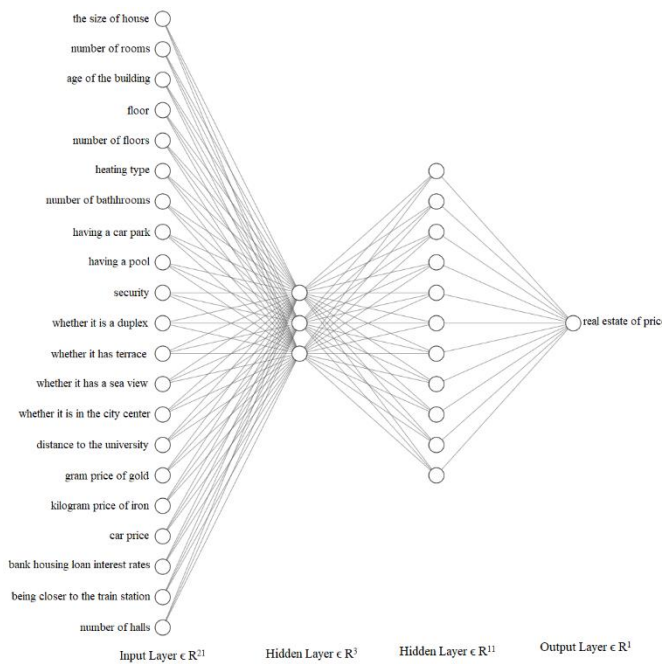 the size of house
number of rooms
age of the building
floor
number of floors
heating type
number of bathhrooms
having a car park
having a pool
security
whether it is a duplex
whether it has terrace
whether it has a sea view
whether it is in the city center
distance to the university
gram price of gold
kilogram price of iron
car price
bank housing loan interest rates
being closer to the train station
number of halls
real estate of price
Input Layer ϵ R²¹
Hidden Layer ϵ R³
Hidden Layer ϵ R¹¹
Output Layer ϵ R¹